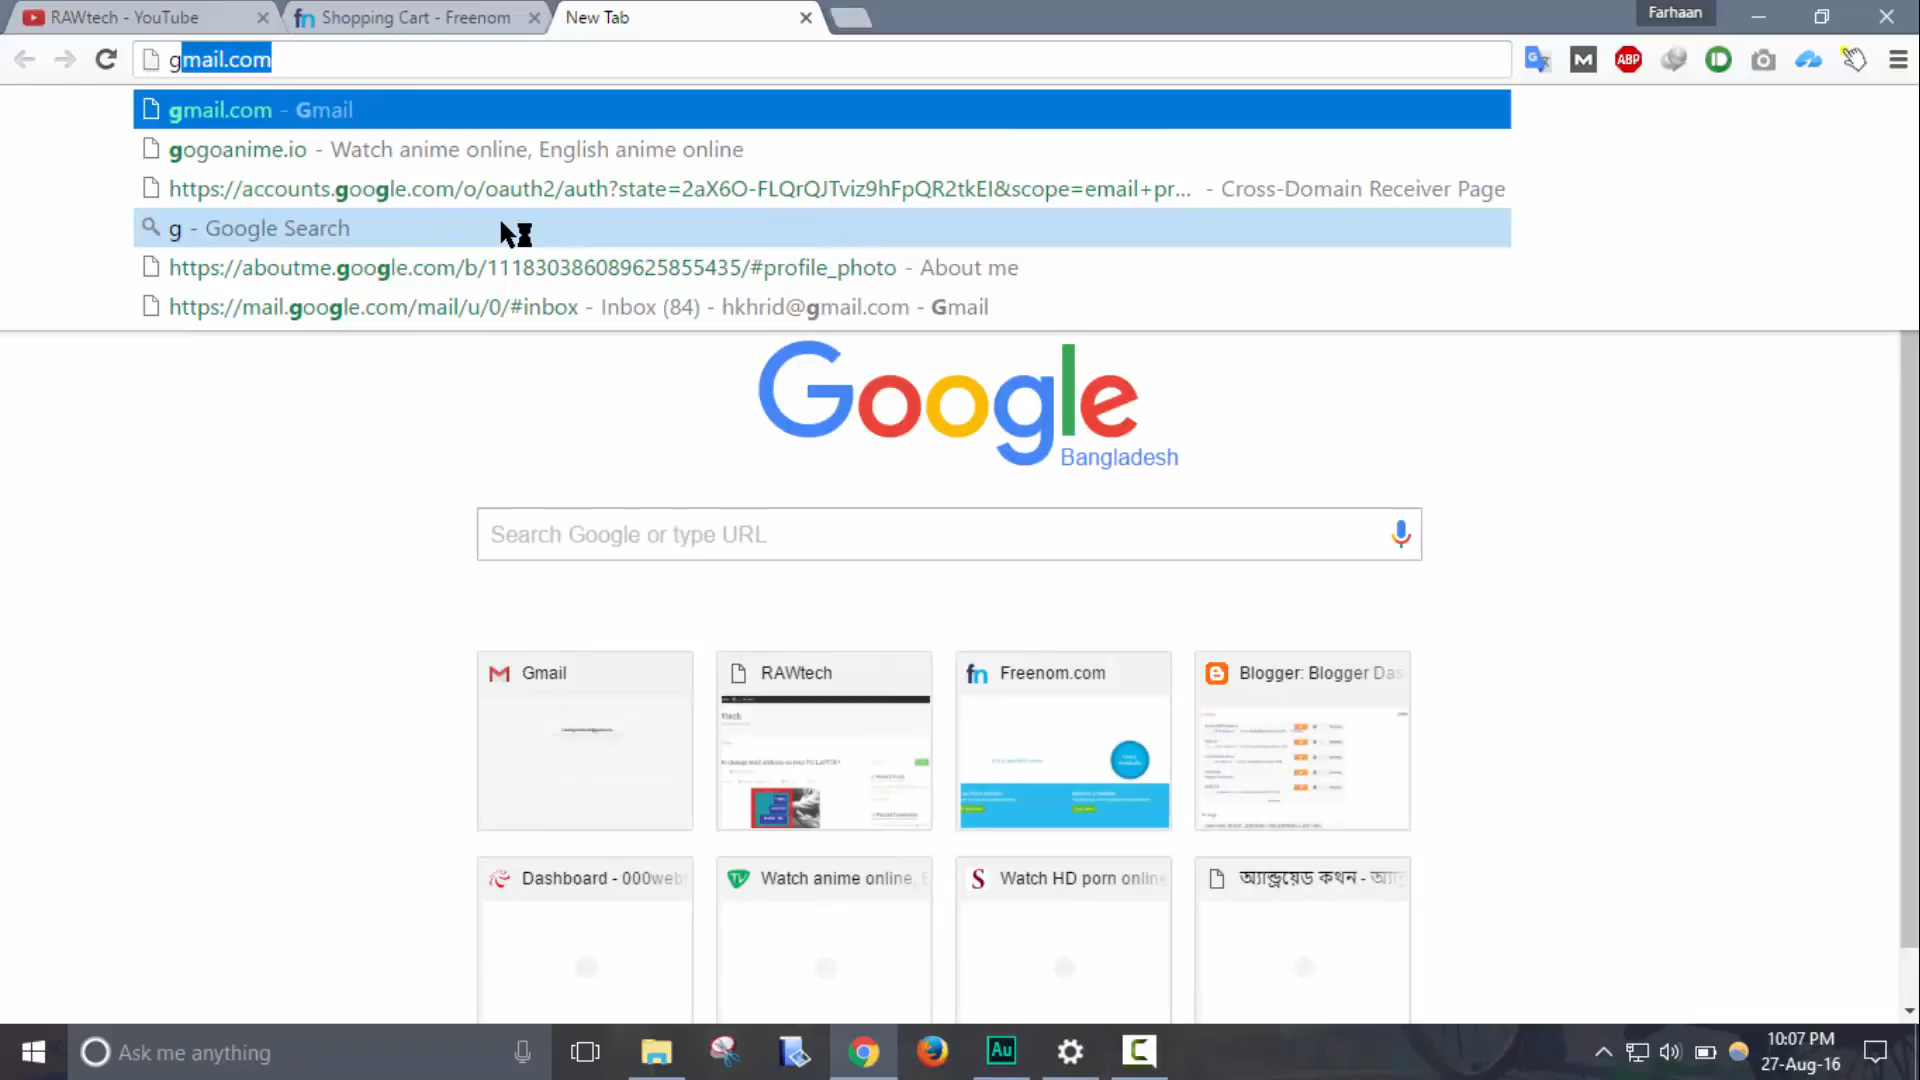 RAWtech - YouTube
Shopping Cart - Freenom
New Tab
Farhaan
gmail.com
ABP
gmail.com - Gmail
gogoanime.io - Watch anime online, English anime online
https://accounts.google.com/o/oauth2/auth?state=2aX6O-FLQrQJTviz9hFpQR2tkEI&scope=email+pr... - Cross-Domain Receiver Page
g - Google Search
https://aboutme.google.com/b/111830386089625855435/#profile_photo - About me
https://mail.google.com/mail/u/0/#inbox - Inbox (84) - hkhrid@gmail.com - Gmail
Google
Bangladesh
Search Google or type URL
Gmail
RAWtech
Freenom.com
Blogger: Blogger Das
Dashboard - 000web
Watch anime online,
Watch HD porn online
অ্যান্ড্রয়েড কথন - অ্যা
Ask me anything
Au
10:07 PM
27-Aug-16